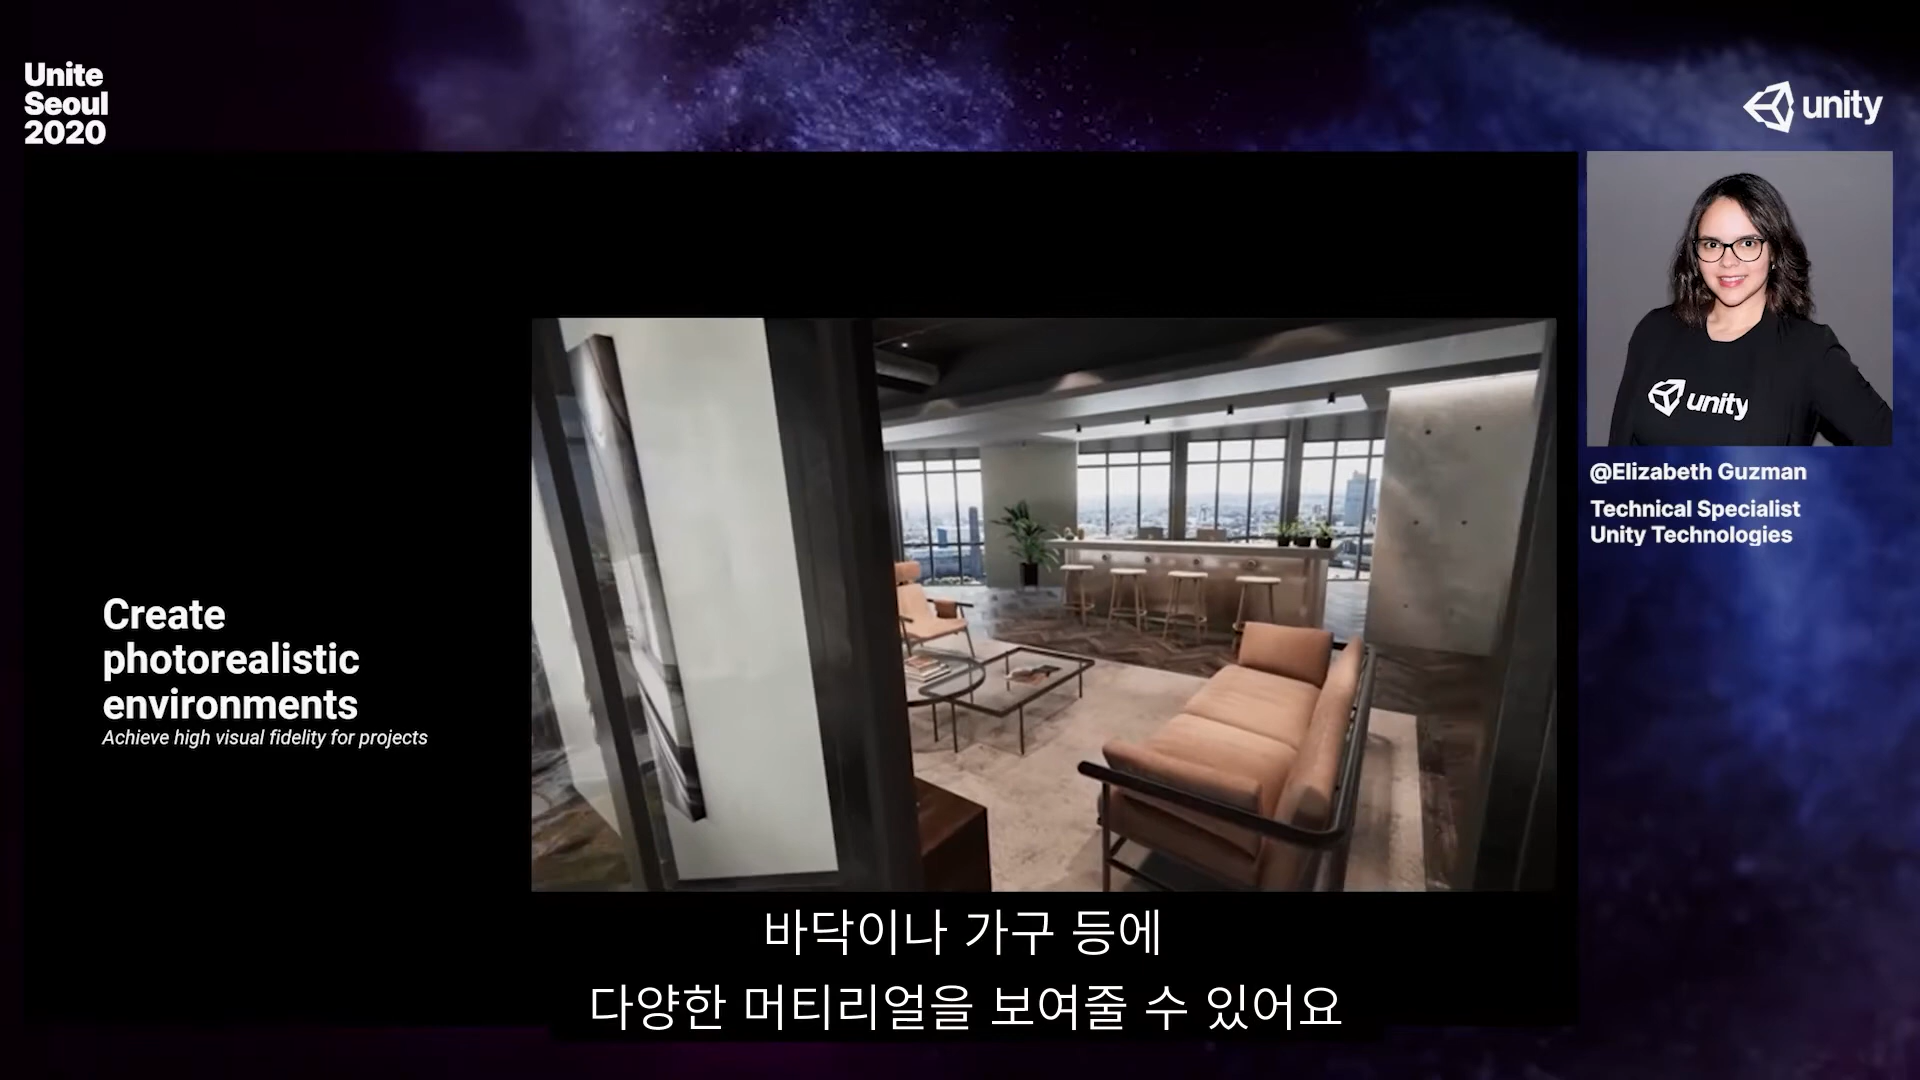 Unite
Seoul
2020
unity
unity
@Elizabeth Guzman
Technical Specialist
Unity Technologies
Create
photorealistic
environments
Achieve high visual fidelity for projects
바닥이나 가구 등에
다양한 머티리얼을 보여줄 수 있어요